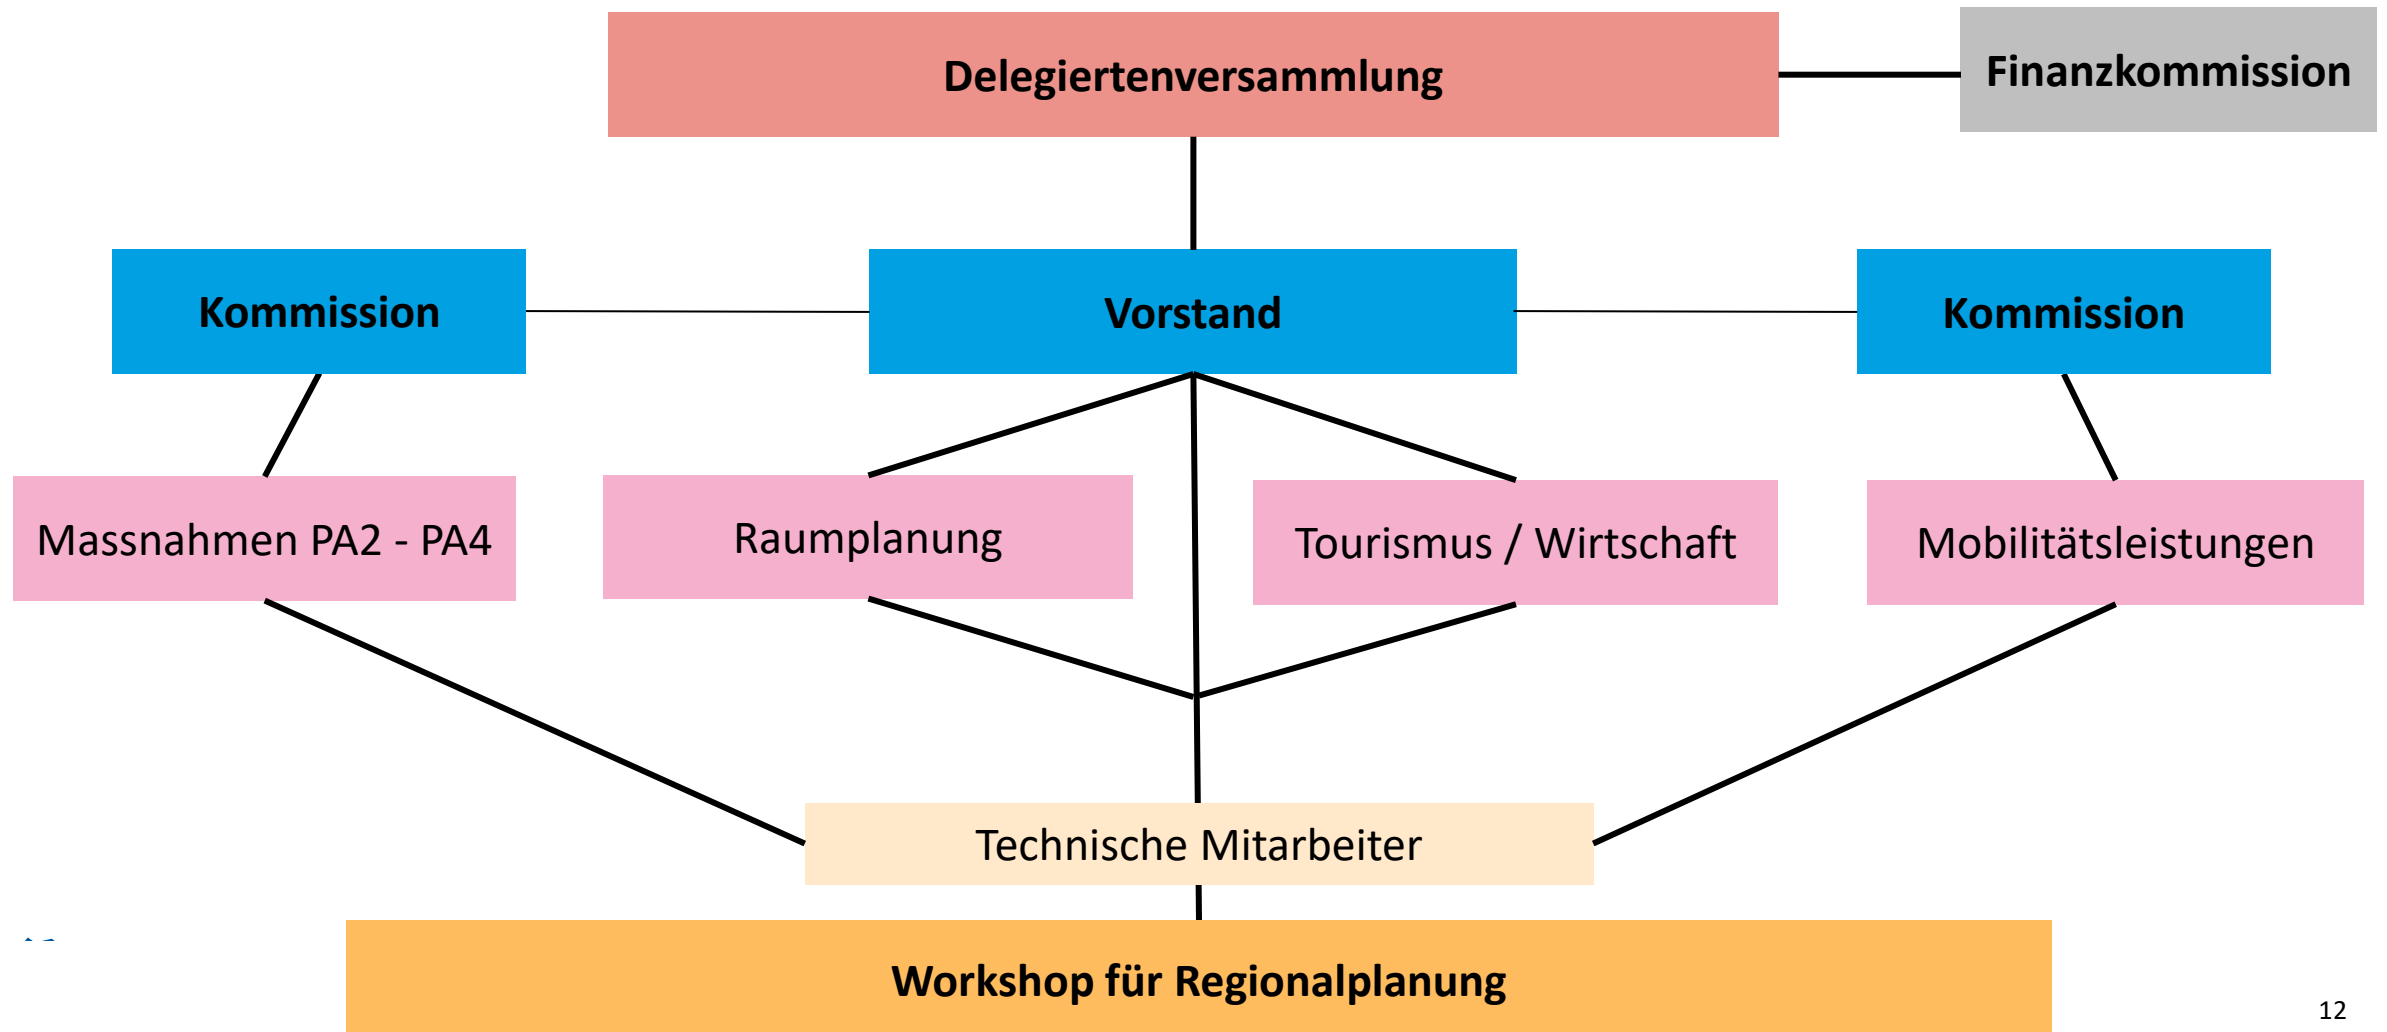 Delegiertenversammlung
Finanzkommission
Kommission
Vorstand
Kommission
Massnahmen PA2 - PA4
Raumplanung
Tourismus / Wirtschaft
Mobilitätsleistungen
Technische Mitarbeiter
Workshop für Regionalplanung
12